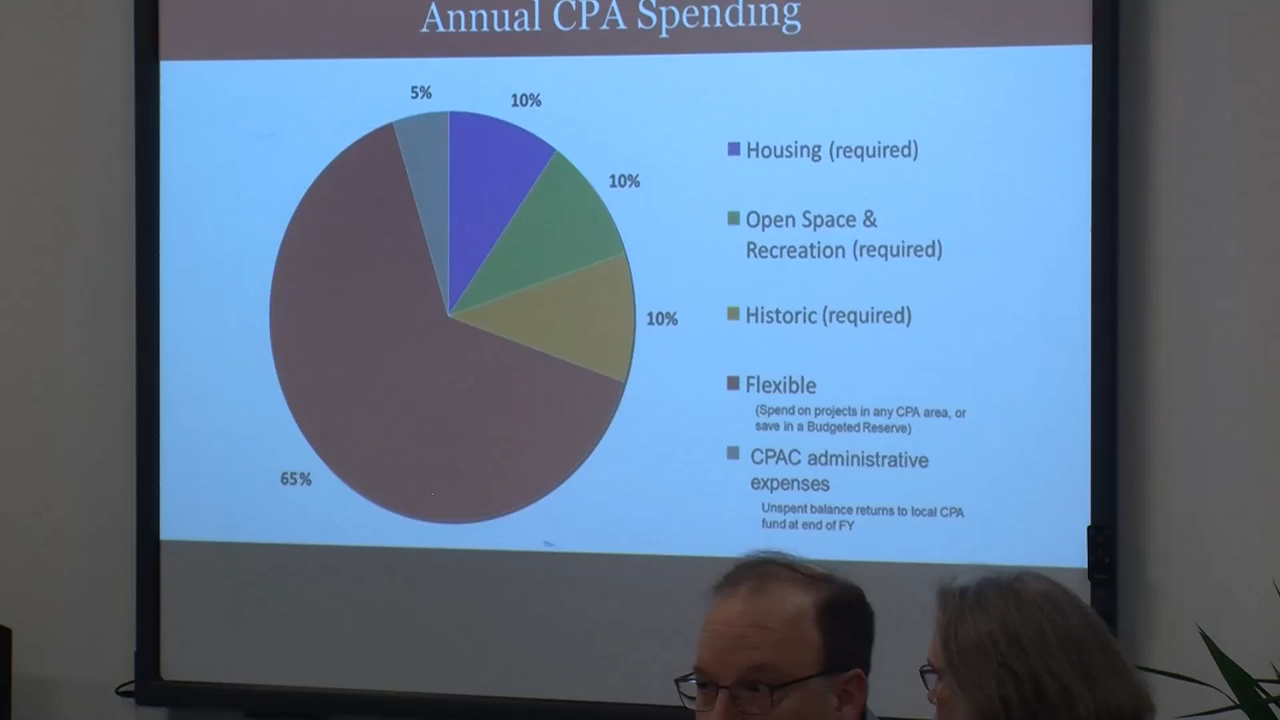 Annual CPA Spending
5%
10%
10%
10%
65%
Housing (required)
Open Space &
Recreation (required)
Historic (required)
Flexible
(Spend on projects in any CPA area, or
save in a Budgeted Reserve)
CPAC administrative
expenses
Unspent balance returns to local CPA
fund at end of FY